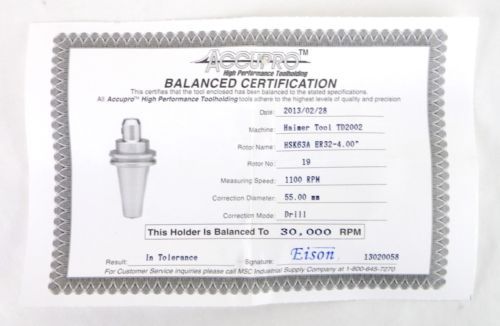 ACCUPRO™
High Performance Toolholding
BALANCED CERTIFICATION
This certifies that the tool enclosed has been balanced to the stated specifications.
All Accupro™ High Performance Toolholding tools adhere to the highest levels of quality and precision
Date: 2013/02/28
Machine: Haimer Tool TD2002
Rotor Name: HSK63A ER32-4.00"
Rotor No: 19
Measuring Speed: 1100 RPM
Correction Diameter: 55.00 mm
Correction Mode: Drill
This Holder Is Balanced To 30,000 RPM
Result: In Tolerance Signature: Eison 13020058
For Customer Service inquiries please call MSC Industrial Supply Company at 1-800-645-7270